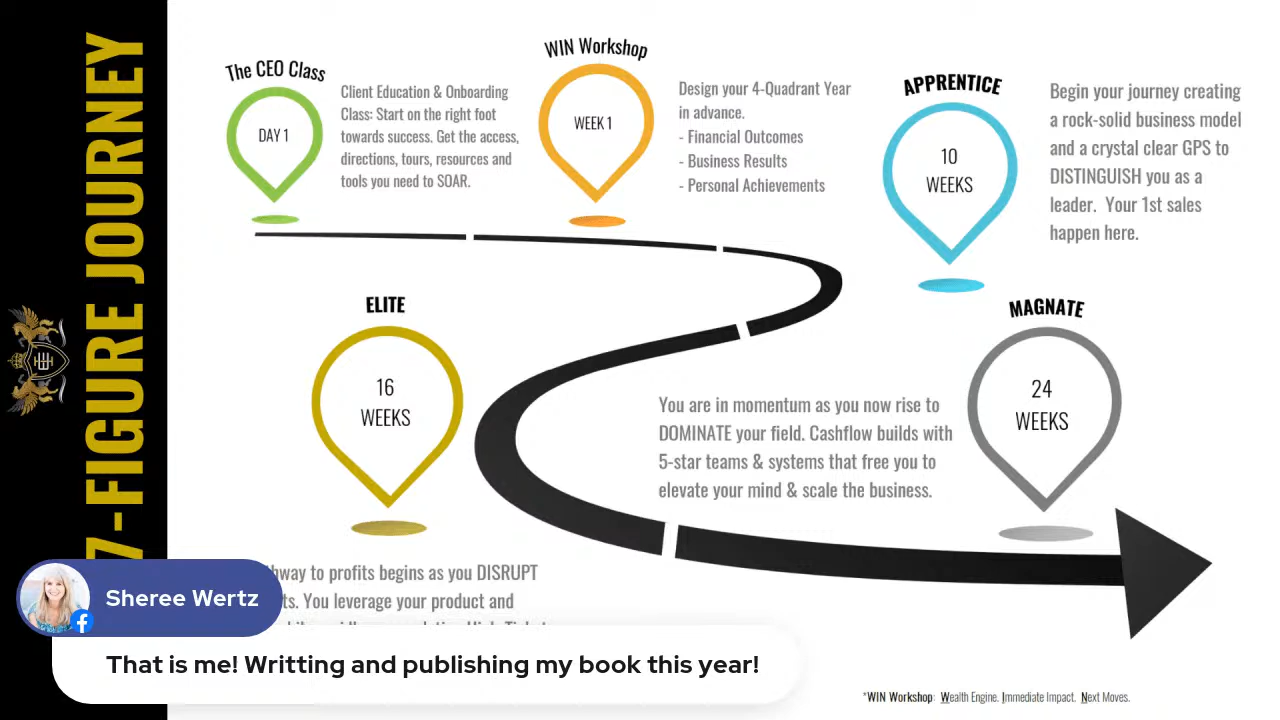 7-FIGURE JOURNEY
The CEO Class
DAY 1
Client Education & Onboarding
Class: Start on the right foot
towards success. Get the access,
directions, tours, resources and
tools you need to SOAR.
WIN Workshop
WEEK 1
Design your 4-Quadrant Year
in advance.
- Financial Outcomes
- Business Results
- Personal Achievements
APPRENTICE
10
WEEKS
Begin your journey creating
a rock-solid business model
and a crystal clear GPS to
DISTINGUISH you as a
leader. Your 1st sales
happen here.
ELITE
16
WEEKS
to profits begins as you DISRUPT
You leverage your product and
MAGNATE
24
WEEKS
You are in momentum as you now rise to
DOMINATE your field. Cashflow builds with
5-star teams & systems that free you to
elevate your mind & scale the business.
Sheree Wertz
That is me! Writting and publishing my book this year!
*WIN Workshop: Wealth Engine. Immediate Impact. Next Moves.